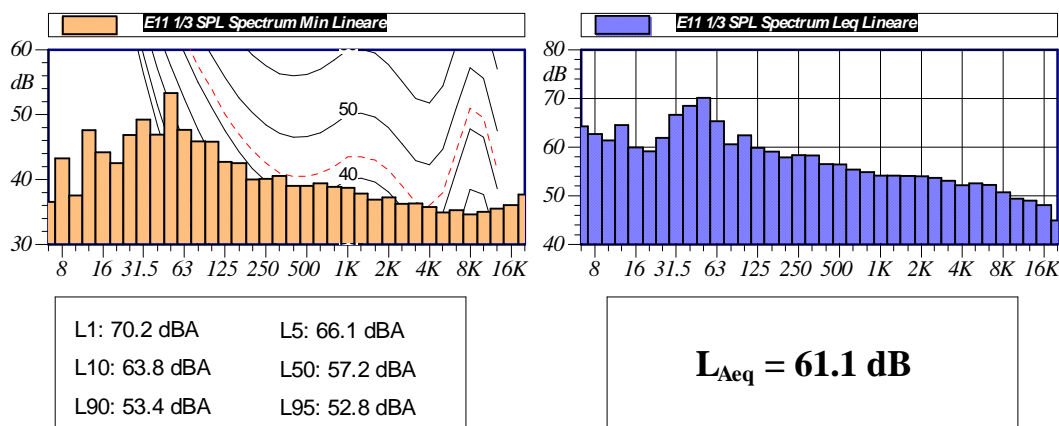 E11 1/3 SPL Spectrum Min Lineare
60
dB
50
40
30
50
40
8 16 31.5 63 125 250 500 1K 2K 4K 8K 16K
E11 1/3 SPL Spectrum Leq Lineare
80
dB
70
60
50
40
8 16 31.5 63 125 250 500 1K 2K 4K 8K 16K
L1: 70.2 dBA L5: 66.1 dBA
L10: 63.8 dBA L50: 57.2 dBA
L90: 53.4 dBA L95: 52.8 dBA
LAeq = 61.1 dB